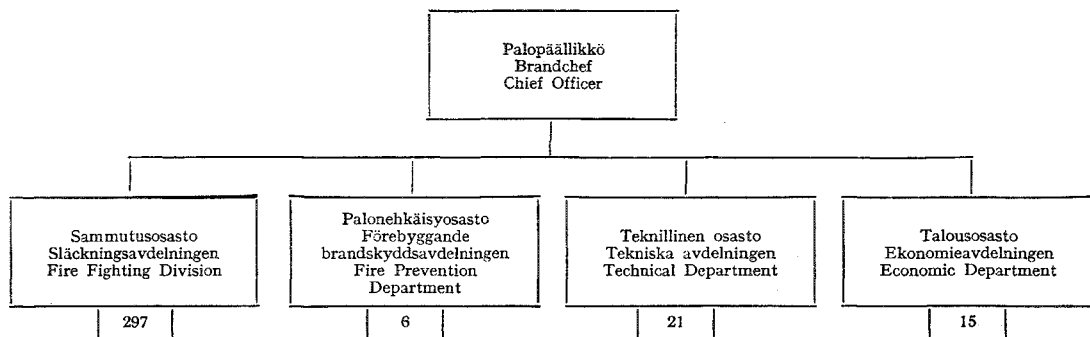 Palopäällikkö
Brandchef
Chief Officer
Sammutusosasto
Släckningsavdelningen
Fire Fighting Division
Palonehkäisyosasto
Förebyggande
brandskyddsavdelningen
Fire Prevention
Department
Teknillinen osasto
Tekniska avdelningen
Technical Department
Talousosasto
Ekonomieavdelningen
Economic Department
297
6
21
15